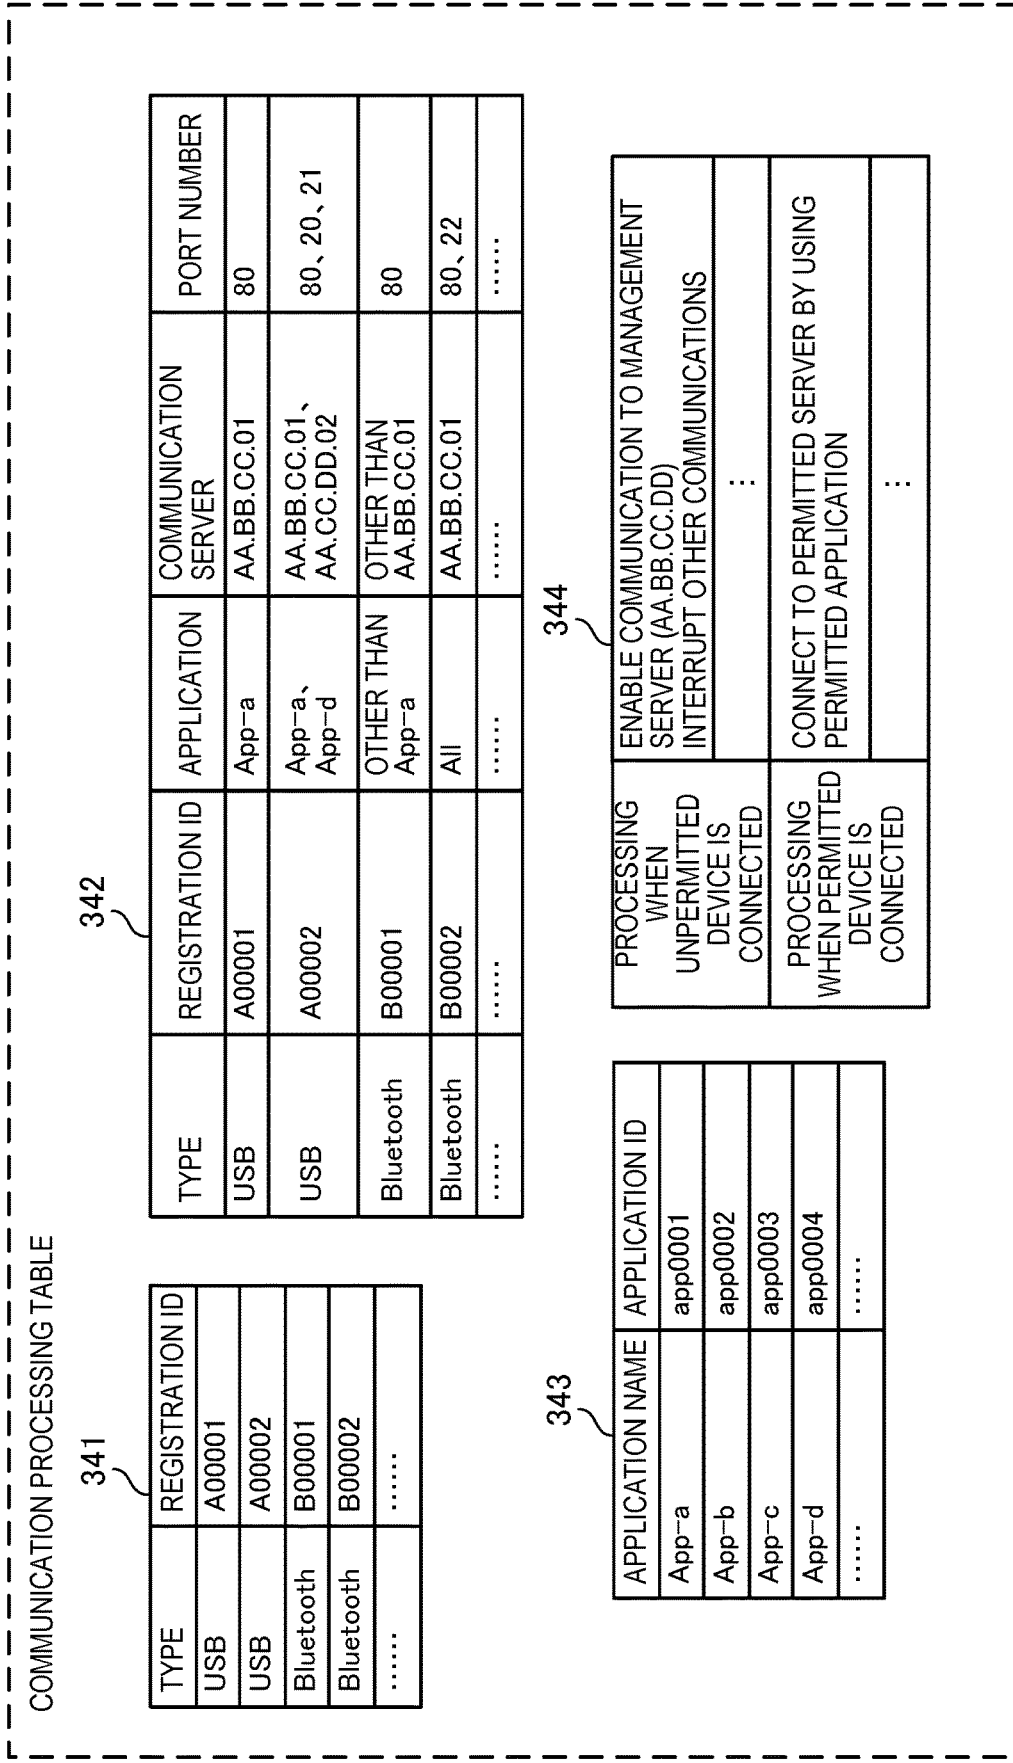 COMMUNICATION PROCESSING TABLE
341
TYPE REGISTRATION ID
USB A00001
USB A00002
Bluetooth B00001
Bluetooth B00002
......
342
TYPE REGISTRATION ID APPLICATION COMMUNICATION SERVER PORT NUMBER
USB A00001 App-a AA.BB.CC.01 80
USB A00002 App-a、 AA.BB.CC.01、 80、20、21
App-d AA.CC.DD.02
Bluetooth B00001 OTHER THAN OTHER THAN 80
App-a AA.BB.CC.01
Bluetooth B00002 All AA.BB.CC.01 80、22
...... ...... ...... ...... ......
343
APPLICATION NAME APPLICATION ID
App-a app0001
App-b app0002
App-c app0003
App-d app0004
...... ......
344
PROCESSING
WHEN
UNPERMITTED
DEVICE IS
CONNECTED
ENABLE COMMUNICATION TO MANAGEMENT
SERVER (AA.BB.CC.DD)
INTERRUPT OTHER COMMUNICATIONS
...
PROCESSING
WHEN PERMITTED
DEVICE IS
CONNECTED
CONNECT TO PERMITTED SERVER BY USING
PERMITTED APPLICATION
...